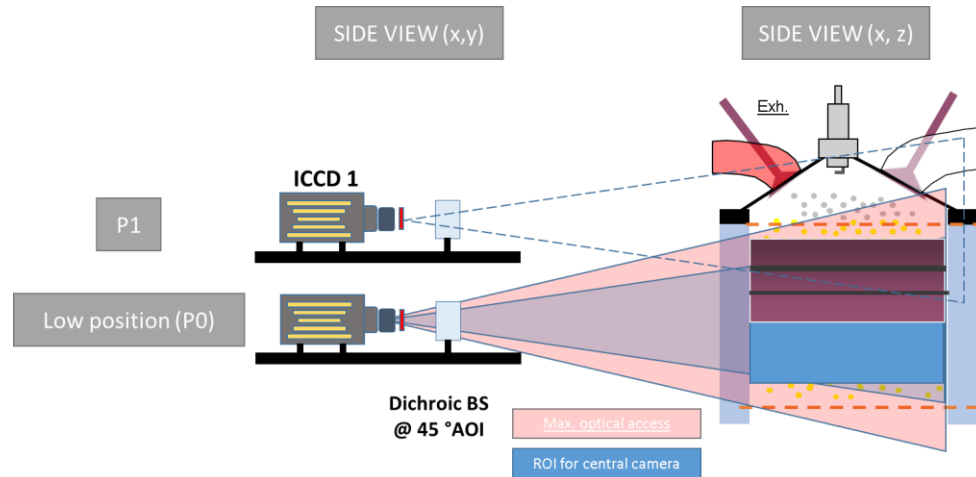 SIDE VIEW (x,y)
SIDE VIEW (x, z)
Exh.
ICCD 1
P1
Low position (P0)
Dichroic BS
@ 45 °AOI
Max. optical access
ROI for central camera